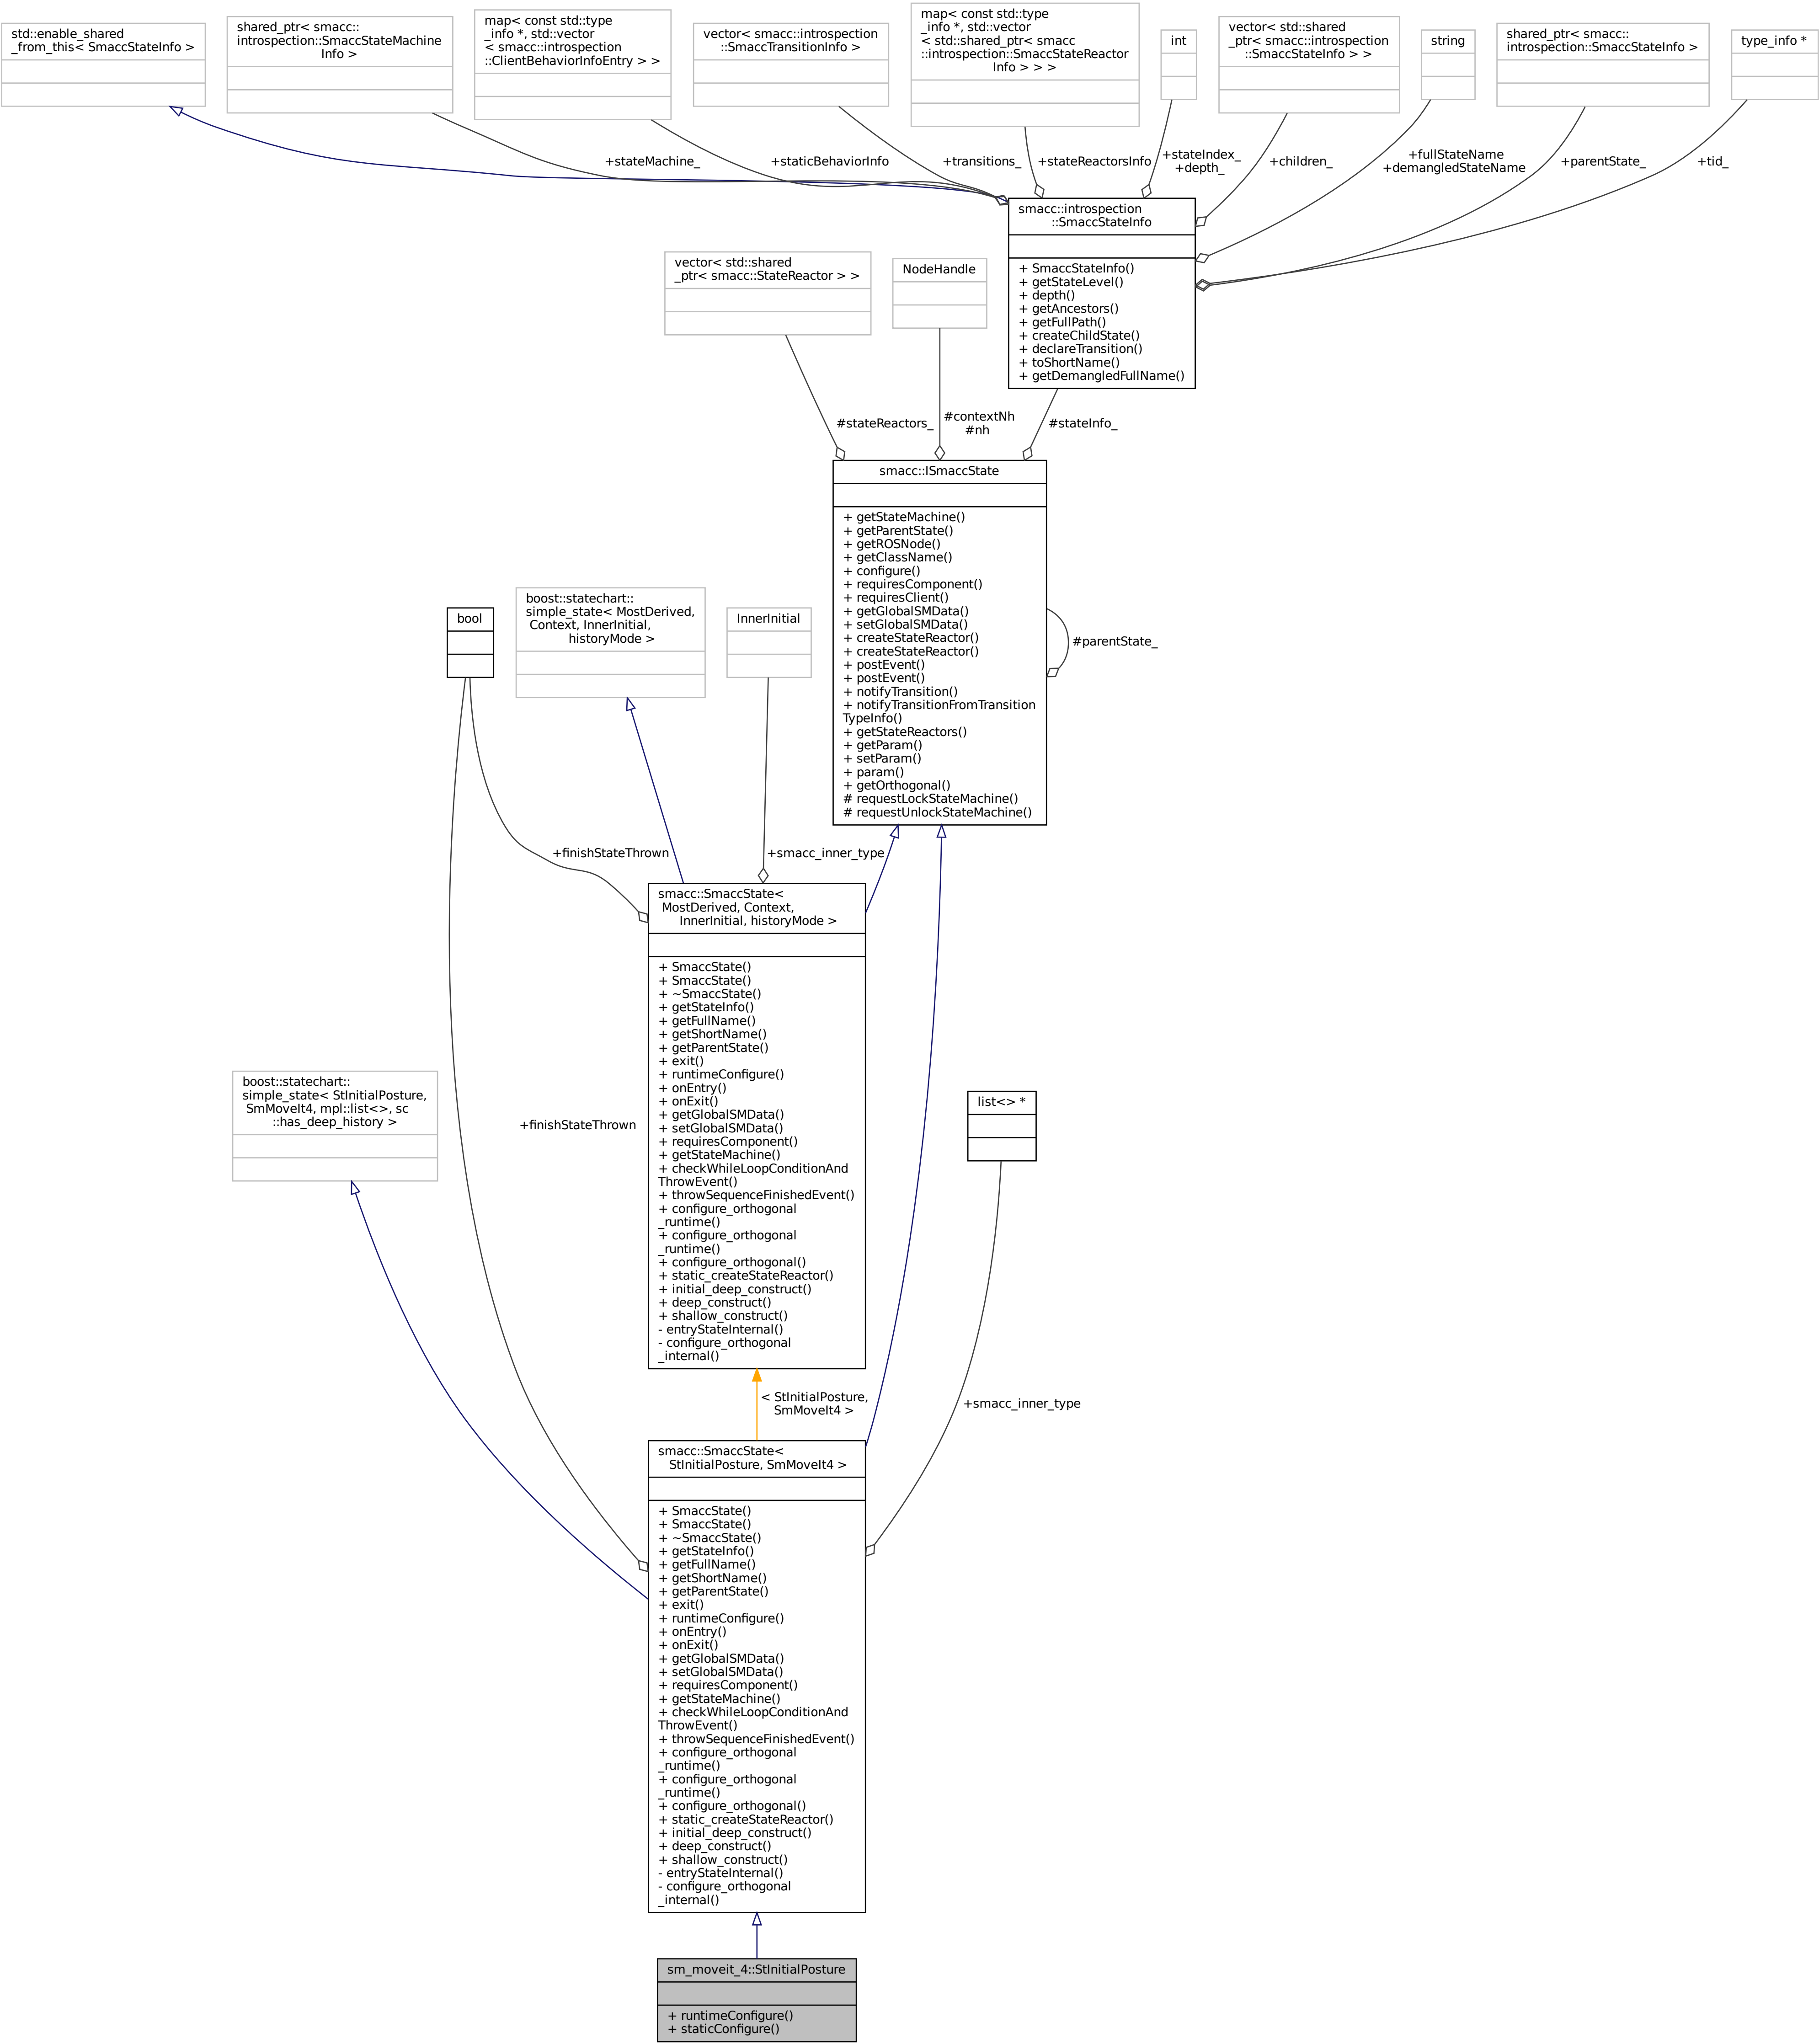 std::enable_shared
_from_this< SmaccStateInfo >
shared_ptr< smacc::
introspection::SmaccStateMachine
Info >
map< const std::type
_info *, std::vector
< smacc::introspection
::ClientBehaviorInfoEntry > >
vector< smacc::introspection
::SmaccTransitionInfo >
map< const std::type
_info *, std::vector
< std::shared_ptr< smacc
::introspection::SmaccStateReactor
Info > > >
int
vector< std::shared
_ptr< smacc::introspection
::SmaccStateInfo > >
string
shared_ptr< smacc::
introspection::SmaccStateInfo >
type_info *
+stateMachine_
+staticBehaviorInfo
+transitions_
+stateReactorsInfo
+stateIndex_
+depth_
+children_
+fullStateName
+demangledStateName
+parentState_
+tid_
smacc::introspection
::SmaccStateInfo
+ SmaccStateInfo()
+ getStateLevel()
+ depth()
+ getAncestors()
+ getFullPath()
+ createChildState()
+ declareTransition()
+ toShortName()
+ getDemangledFullName()
vector< std::shared
_ptr< smacc::StateReactor > >
NodeHandle
#stateReactors_
#contextNh
#nh
#stateInfo_
smacc::ISmaccState
+ getStateMachine()
+ getParentState()
+ getROSNode()
+ getClassName()
+ configure()
+ requiresComponent()
+ requiresClient()
+ getGlobalSMData()
+ setGlobalSMData()
+ createStateReactor()
+ createStateReactor()
+ postEvent()
+ postEvent()
+ notifyTransition()
+ notifyTransitionFromTransition
TypeInfo()
+ getStateReactors()
+ getParam()
+ setParam()
+ param()
+ getOrthogonal()
# requestLockStateMachine()
# requestUnlockStateMachine()
#parentState_
bool
boost::statechart::
simple_state< MostDerived,
Context, InnerInitial,
historyMode >
InnerInitial
+finishStateThrown
+smacc_inner_type
smacc::SmaccState<
MostDerived, Context,
InnerInitial, historyMode >
+ SmaccState()
+ SmaccState()
+ ~SmaccState()
+ getStateInfo()
+ getFullName()
+ getShortName()
+ getParentState()
+ exit()
+ runtimeConfigure()
+ onEntry()
+ onExit()
+ getGlobalSMData()
+ setGlobalSMData()
+ requiresComponent()
+ getStateMachine()
+ checkWhileLoopConditionAnd
ThrowEvent()
+ throwSequenceFinishedEvent()
+ configure_orthogonal
_runtime()
+ configure_orthogonal
_runtime()
+ configure_orthogonal()
+ static_createStateReactor()
+ initial_deep_construct()
+ deep_construct()
+ shallow_construct()
- entryStateInternal()
- configure_orthogonal
_internal()
boost::statechart::
simple_state< StInitialPosture,
SmMoveIt4, mpl::list<>, sc
::has_deep_history >
+finishStateThrown
list<> *
< StInitialPosture,
SmMoveIt4 >
+smacc_inner_type
smacc::SmaccState<
StInitialPosture, SmMoveIt4 >
+ SmaccState()
+ SmaccState()
+ ~SmaccState()
+ getStateInfo()
+ getFullName()
+ getShortName()
+ getParentState()
+ exit()
+ runtimeConfigure()
+ onEntry()
+ onExit()
+ getGlobalSMData()
+ setGlobalSMData()
+ requiresComponent()
+ getStateMachine()
+ checkWhileLoopConditionAnd
ThrowEvent()
+ throwSequenceFinishedEvent()
+ configure_orthogonal
_runtime()
+ configure_orthogonal
_runtime()
+ configure_orthogonal()
+ static_createStateReactor()
+ initial_deep_construct()
+ deep_construct()
+ shallow_construct()
- entryStateInternal()
- configure_orthogonal
_internal()
sm_moveit_4::StInitialPosture
+ runtimeConfigure()
+ staticConfigure()